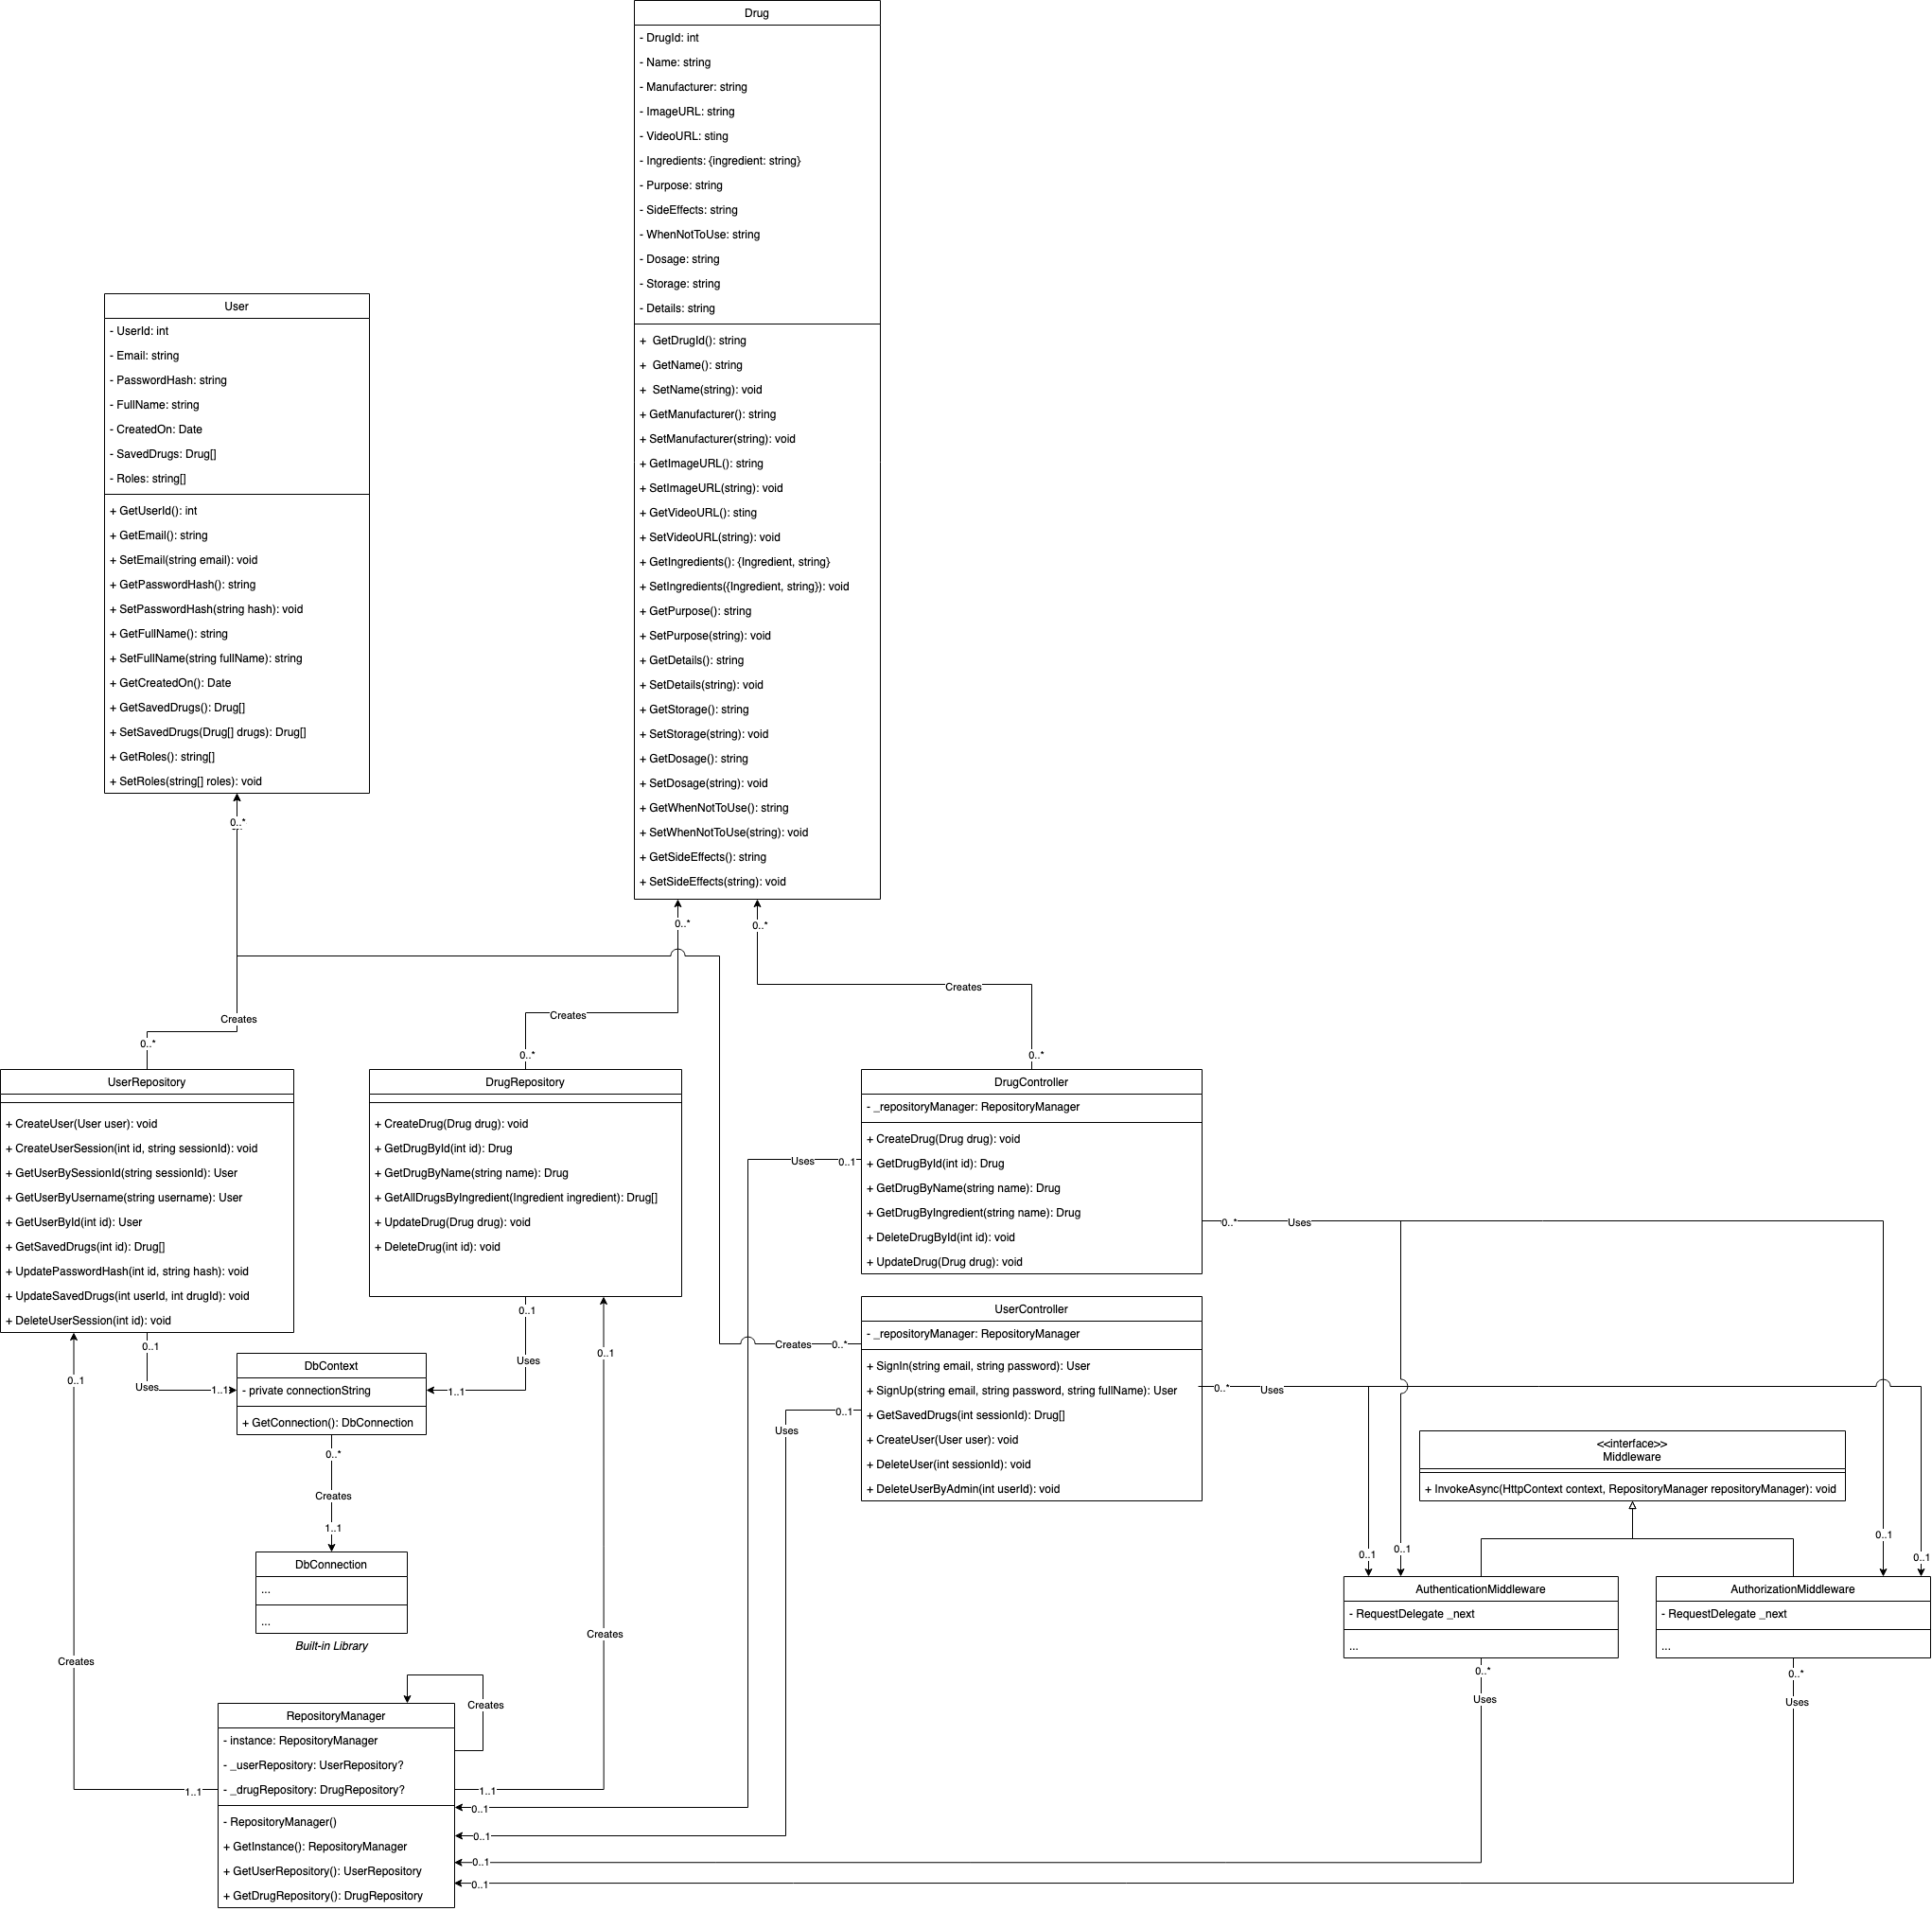 Drug
- DrugId: int
- Name: string
- Manufacturer: string
- ImageURL: string
- VideoURL: sting
- Ingredients: {ingredient: string}
- Purpose: string
- SideEffects: string
- WhenNotToUse: string
- Dosage: string
- Storage: string
- Details: string
+ GetDrugId(): string
+ GetName(): string
+ SetName(string): void
+ GetManufacturer(): string
+ SetManufacturer(string): void
+ GetImageURL(): string
+ SetImageURL(string): void
+ GetVideoURL(): sting
+ SetVideoURL(string): void
+ GetIngredients(): {Ingredient, string}
+ SetIngredients({Ingredient, string}): void
+ GetPurpose(): string
+ SetPurpose(string): void
+ GetDetails(): string
+ SetDetails(string): void
+ GetStorage(): string
+ SetStorage(string): void
+ GetDosage(): string
+ SetDosage(string): void
+ GetWhenNotToUse(): string
+ SetWhenNotToUse(string): void
+ GetSideEffects(): string
+ SetSideEffects(string): void
User
- UserId: int
- Email: string
- PasswordHash: string
- FullName: string
- CreatedOn: Date
- SavedDrugs: Drug[]
- Roles: string[]
+ GetUserId(): int
+ GetEmail(): string
+ SetEmail(string email): void
+ GetPasswordHash(): string
+ SetPasswordHash(string hash): void
+ GetFullName(): string
+ SetFullName(string fullName): string
+ GetCreatedOn(): Date
+ GetSavedDrugs(): Drug[]
+ SetSavedDrugs(Drug[] drugs): Drug[]
+ GetRoles(): string[]
+ SetRoles(string[] roles): void
0..*
0..*
0..*
Creates
Creates
Creates
0..*
0..*
0..*
UserRepository
+ CreateUser(User user): void
+ CreateUserSession(int id, string sessionId): void
+ GetUserBySessionId(string sessionId): User
+ GetUserByUsername(string username): User
+ GetUserById(int id): User
+ GetSavedDrugs(int id): Drug[]
+ UpdatePasswordHash(int id, string hash): void
+ UpdateSavedDrugs(int userId, int drugId): void
+ DeleteUserSession(int id): void
DrugRepository
+ CreateDrug(Drug drug): void
+ GetDrugById(int id): Drug
+ GetDrugByName(string name): Drug
+ GetAllDrugsByIngredient(Ingredient ingredient): Drug[]
+ UpdateDrug(Drug drug): void
+ DeleteDrug(int id): void
DrugController
- _repositoryManager: RepositoryManager
+ CreateDrug(Drug drug): void
+ GetDrugById(int id): Drug
+ GetDrugByName(string name): Drug
+ GetDrugByIngredient(string name): Drug
+ DeleteDrugById(int id): void
+ UpdateDrug(Drug drug): void
Uses
0..1
0..*
Uses
UserController
- _repositoryManager: RepositoryManager
+ SignIn(string email, string password): User
+ SignUp(string email, string password, string fullName): User
+ GetSavedDrugs(int sessionId): Drug[]
+ CreateUser(User user): void
+ DeleteUser(int sessionId): void
+ DeleteUserByAdmin(int userId): void
Creates
0..*
0..*
Uses
0..1
Uses
0..1
0..1
Uses
1..1
0..1
Uses
1..1
0..1
DbContext
- private connectionString
+ GetConnection(): DbConnection
0..*
Creates
1..1
DbConnection
...
...
Built-in Library
<<interface>>
Middleware
+ InvokeAsync(HttpContext context, RepositoryManager repositoryManager): void
0..1
0..1
0..1
0..1
AuthenticationMiddleware
- RequestDelegate _next
...
AuthorizationMiddleware
- RequestDelegate _next
...
0..*
Uses
0..*
Uses
Creates
Creates
Creates
RepositoryManager
- instance: RepositoryManager
- _userRepository: UserRepository?
- _drugRepository: DrugRepository?
- RepositoryManager()
+ GetInstance(): RepositoryManager
+ GetUserRepository(): UserRepository
+ GetDrugRepository(): DrugRepository
1..1
1..1
0..1
0..1
0..1
0..1